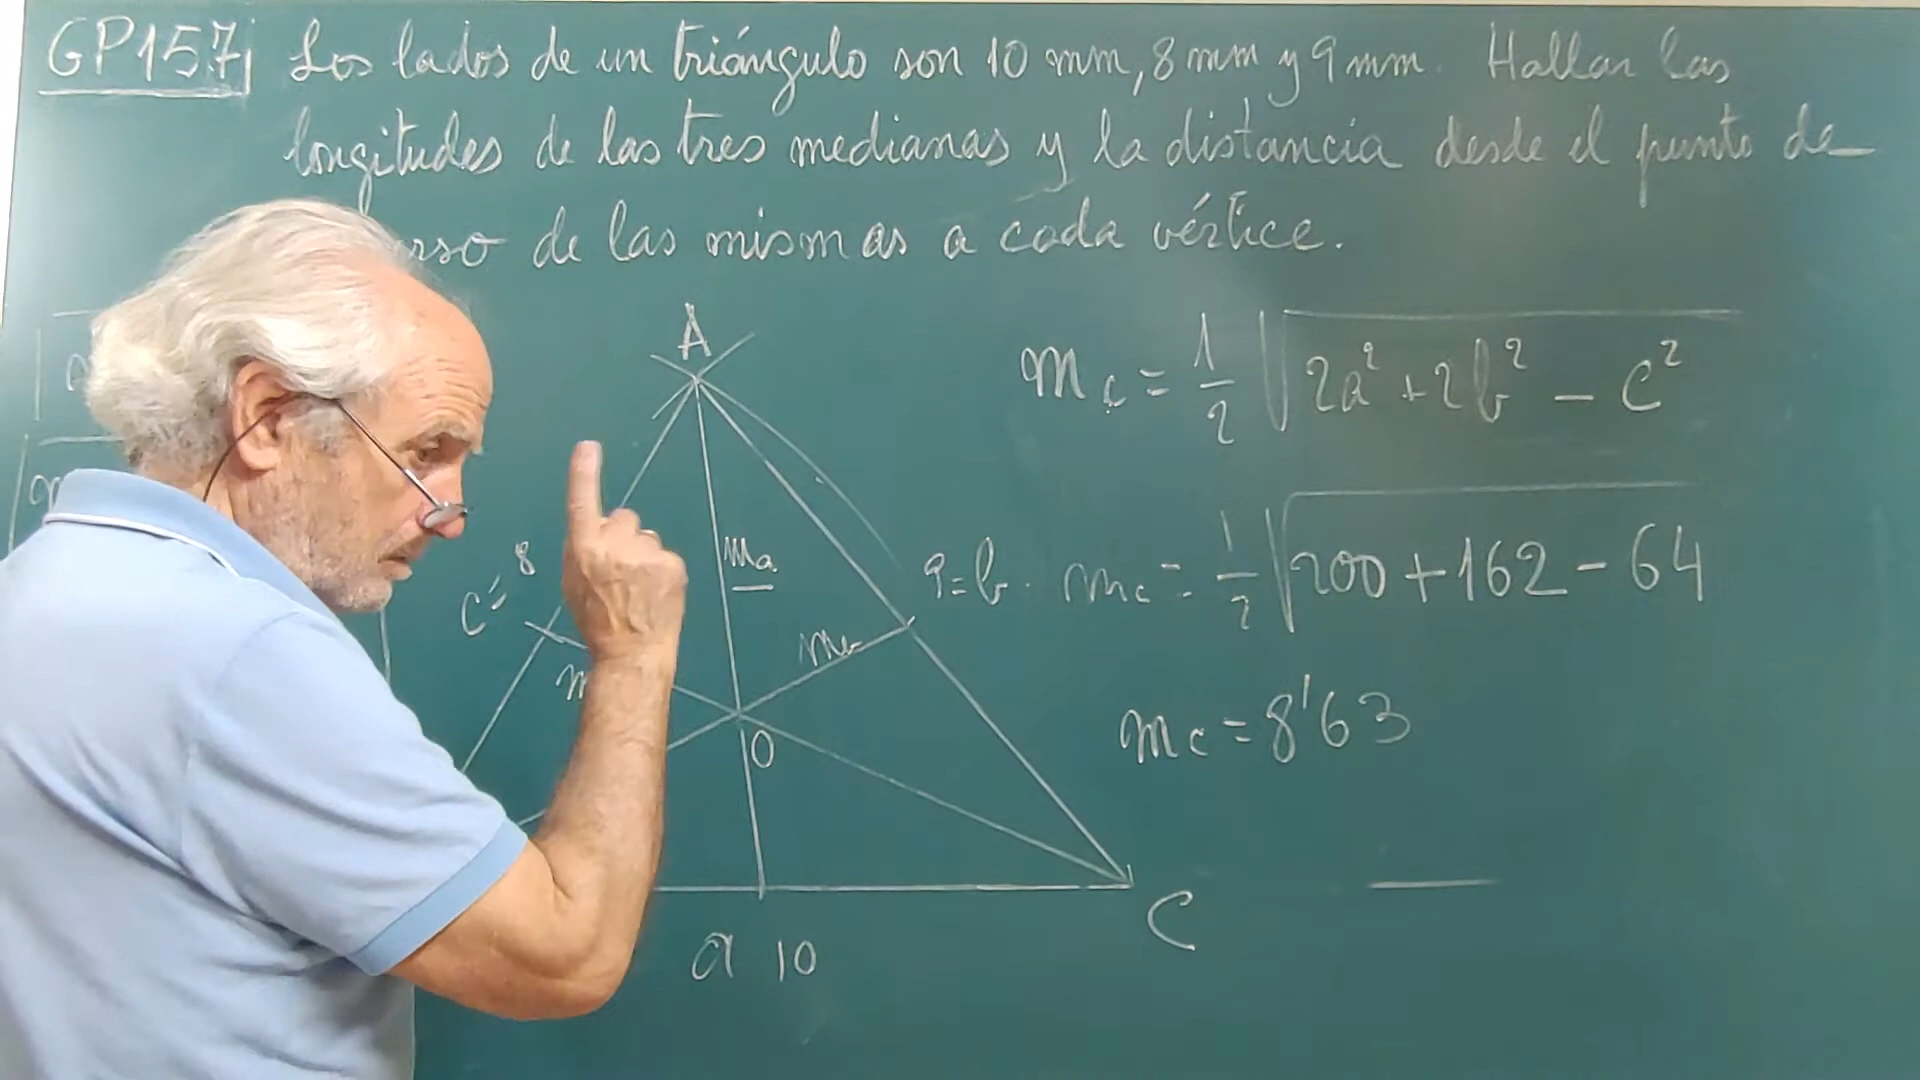 GP157 Los lados de un triángulo son 10 mm, 8 mm y 9 mm. Hallar las
longitudes de las tres medianas y la distancia desde el punto de
de las mismas a cada vértice.
A
mc = 1/2 √(2a² + 2b² - c²)
ma
8
c=
9=b
mc = 1/2 √(200+162-64)
mb
mc = 8'63
O
C
a 10